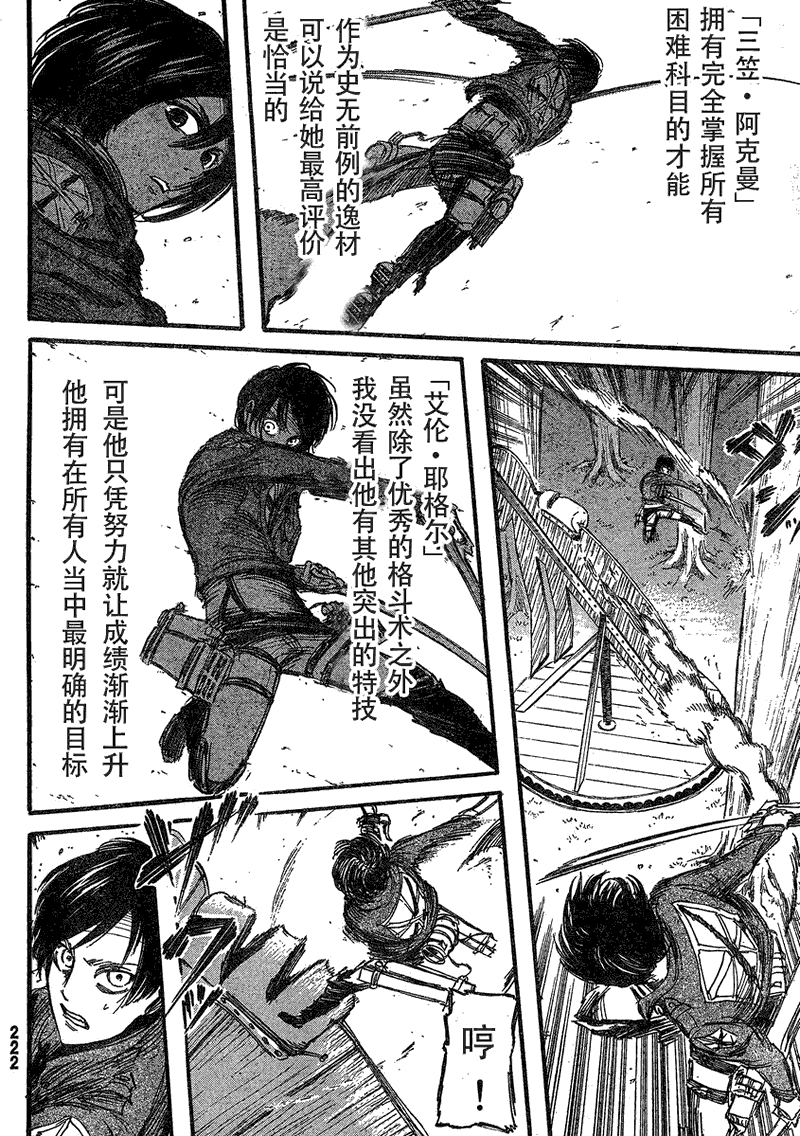 「三笠·阿克曼」
拥有完全掌握所有
困难科目的才能
作为史无前例的逸材
可以说给她最高评价
是恰当的
「艾伦·耶格尔」
虽然除了优秀的格斗术之外
我没看出他有其他突出的特技
可是他只凭努力就让成绩渐渐上升
他拥有在所有人当中最明确的目标
哼！
222